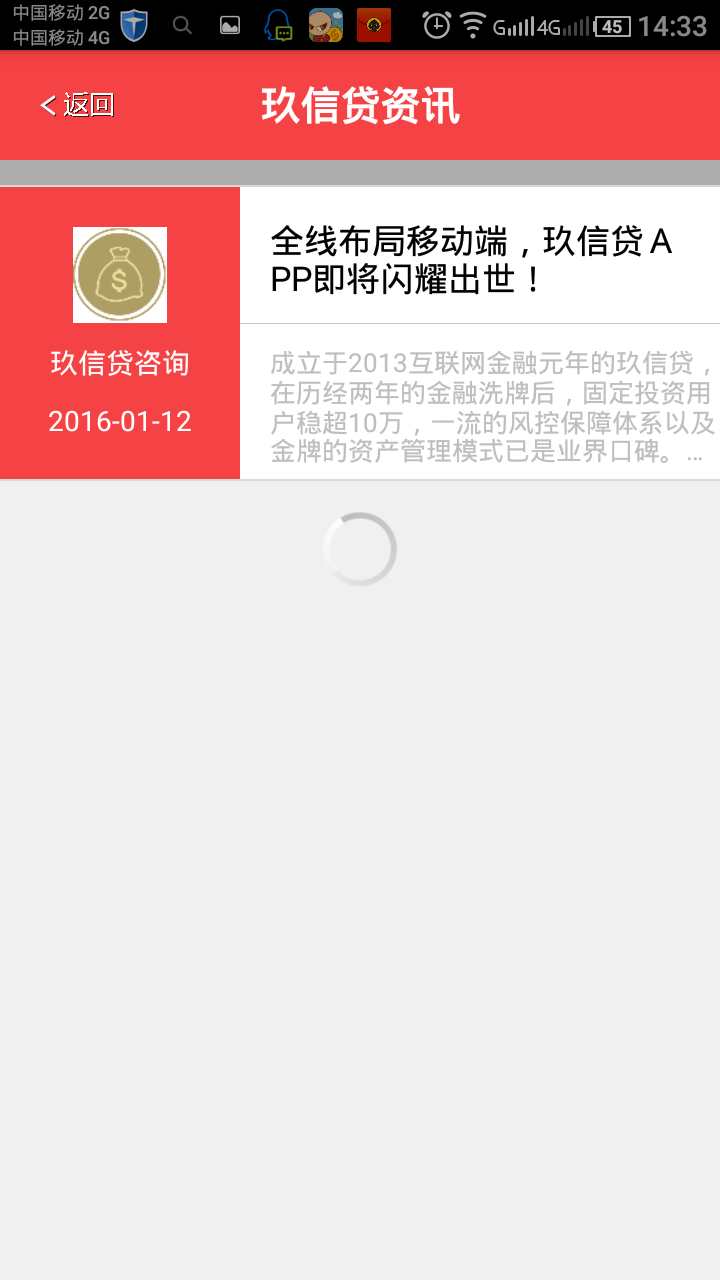 中国移动 2G
中国移动 4G
G
4G
45
14:33
返回
玖信贷资讯
玖信贷咨询
2016-01-12
全线布局移动端，玖信贷A
PP即将闪耀出世！
成立于2013互联网金融元年的玖信贷，
在历经两年的金融洗牌后，固定投资用
户稳超10万，一流的风控保障体系以及
金牌的资产管理模式已是业界口碑。...